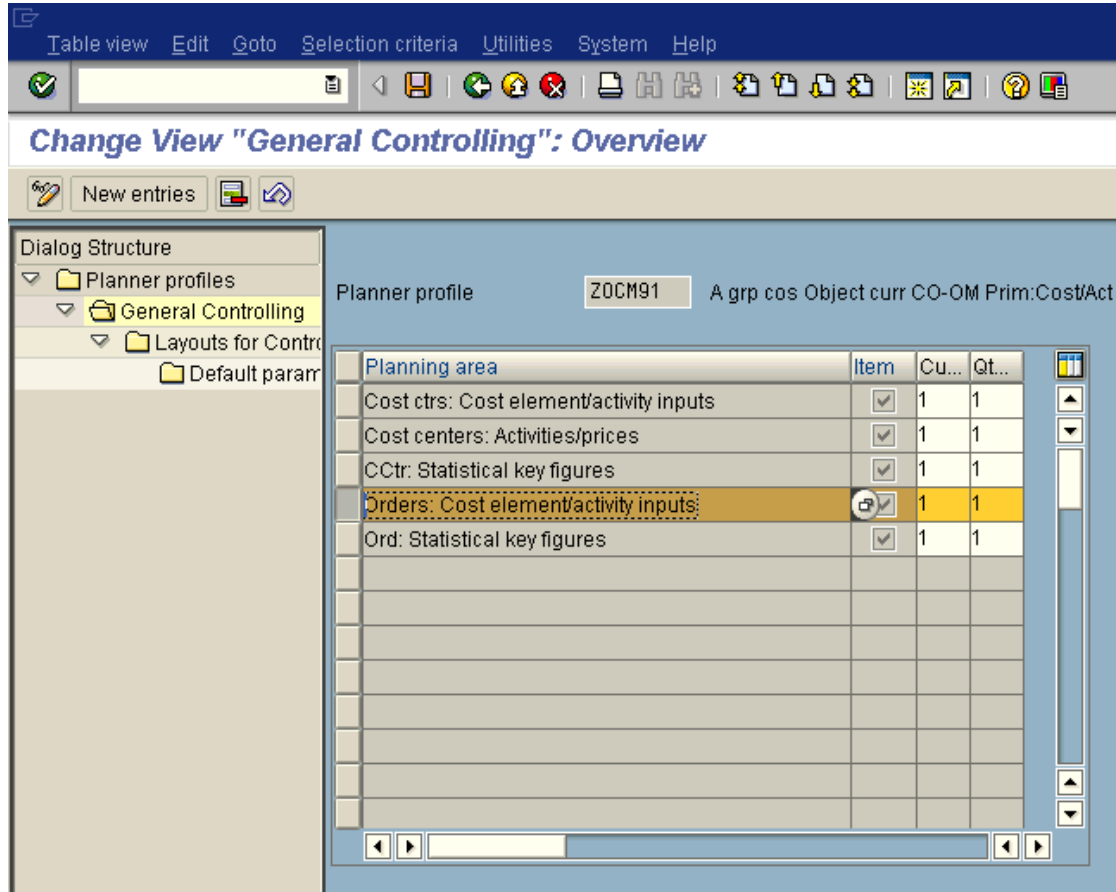 Table view Edit Goto Selection criteria Utilities System Help
Change View "General Controlling": Overview
New entries
Dialog Structure
Planner profiles
General Controlling
Layouts for Contro
Default param
Planner profile Z0CM91 A grp cos Object curr CO-OM Prim:Cost/Act
Planning area Item Cu... Qt...
Cost ctrs: Cost element/activity inputs 1 1
Cost centers: Activities/prices 1 1
CCtr: Statistical key figures 1 1
Orders: Cost element/activity inputs 1 1
Ord: Statistical key figures 1 1